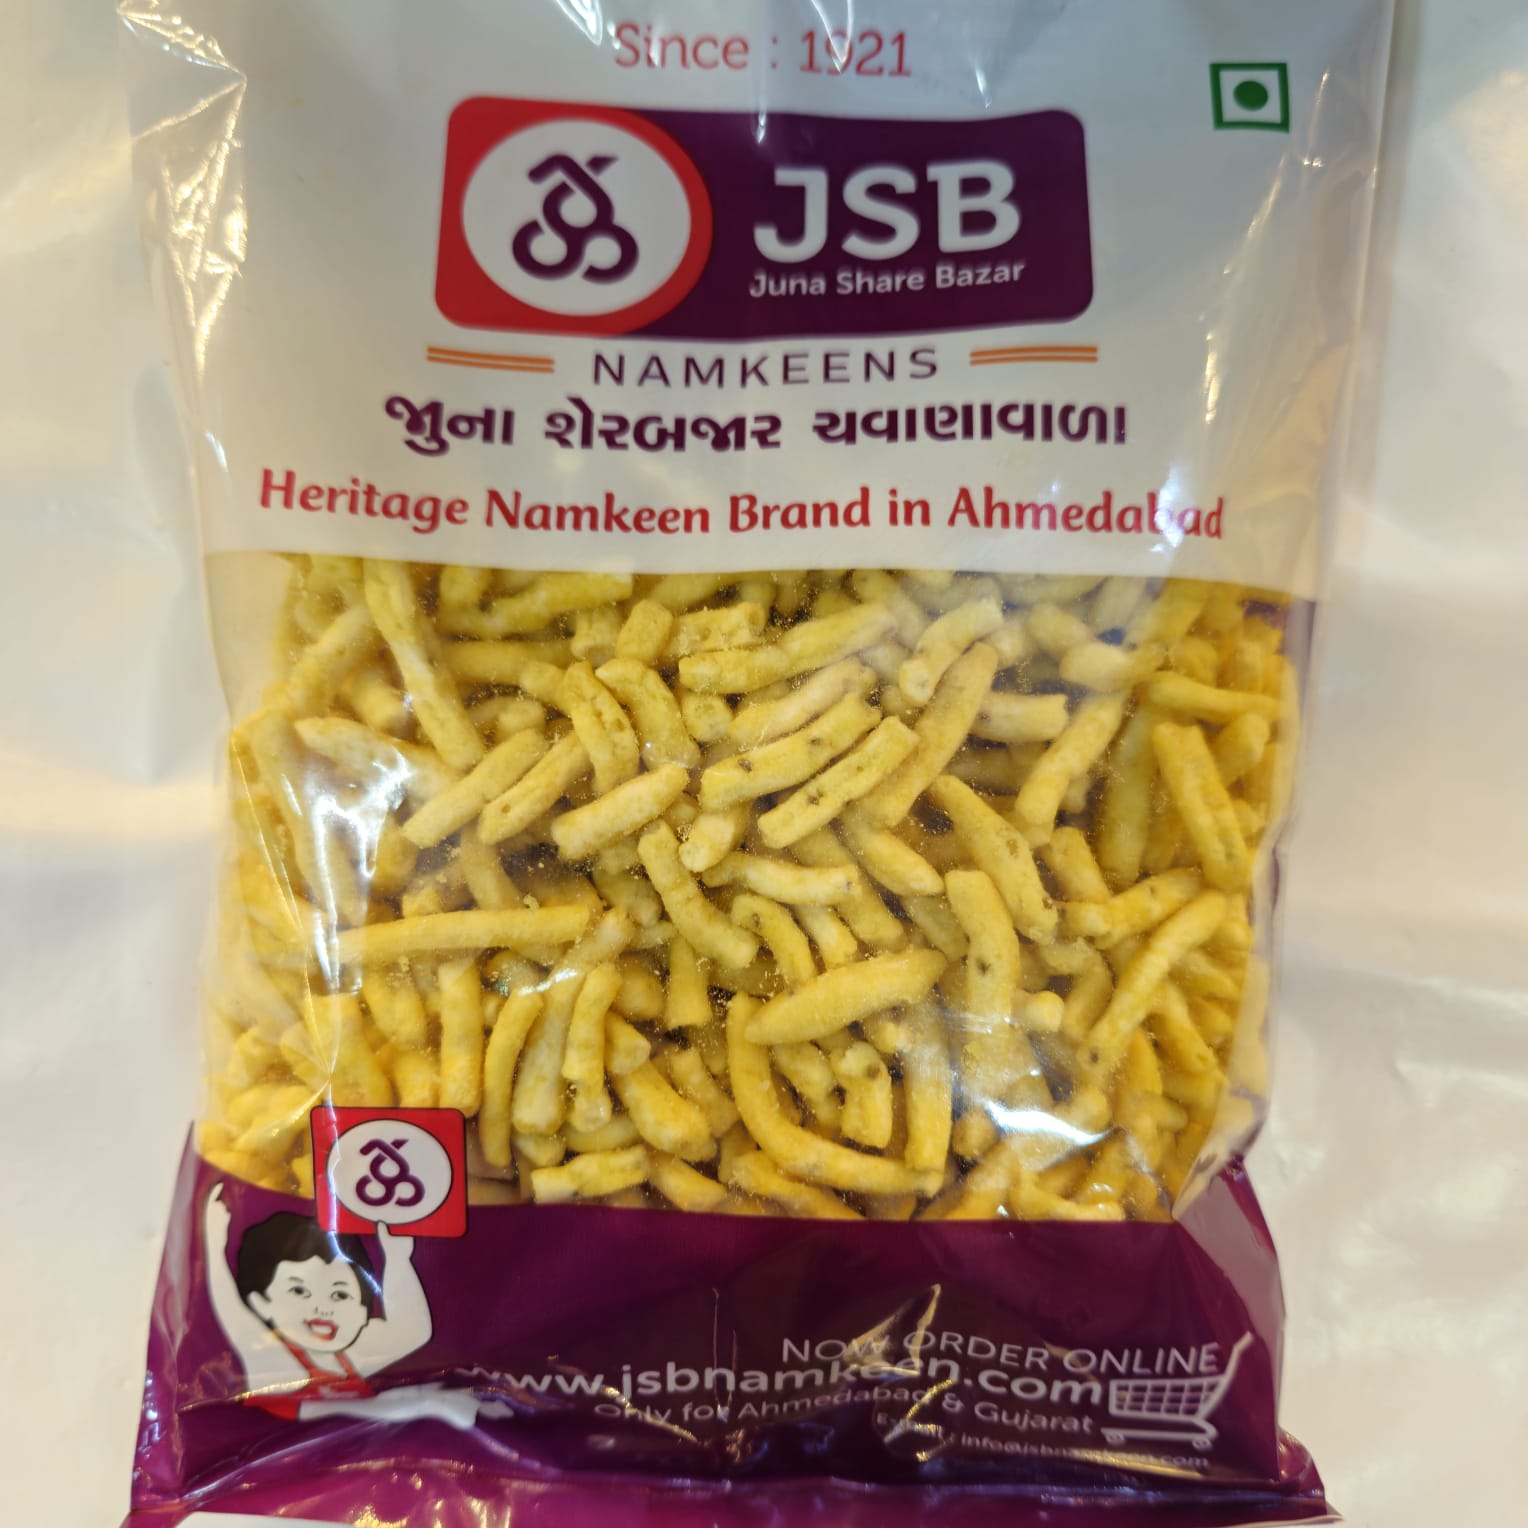 Since : 1921
JSB
Juna Share Bazar
NAMKEENS
જુના શેરબજાર ચવાણાવાળા
Heritage Namkeen Brand in Ahmedabad
NOW ORDER ONLINE
www.jsbnamkeen.com
Only for Ahmedabad & Gujarat